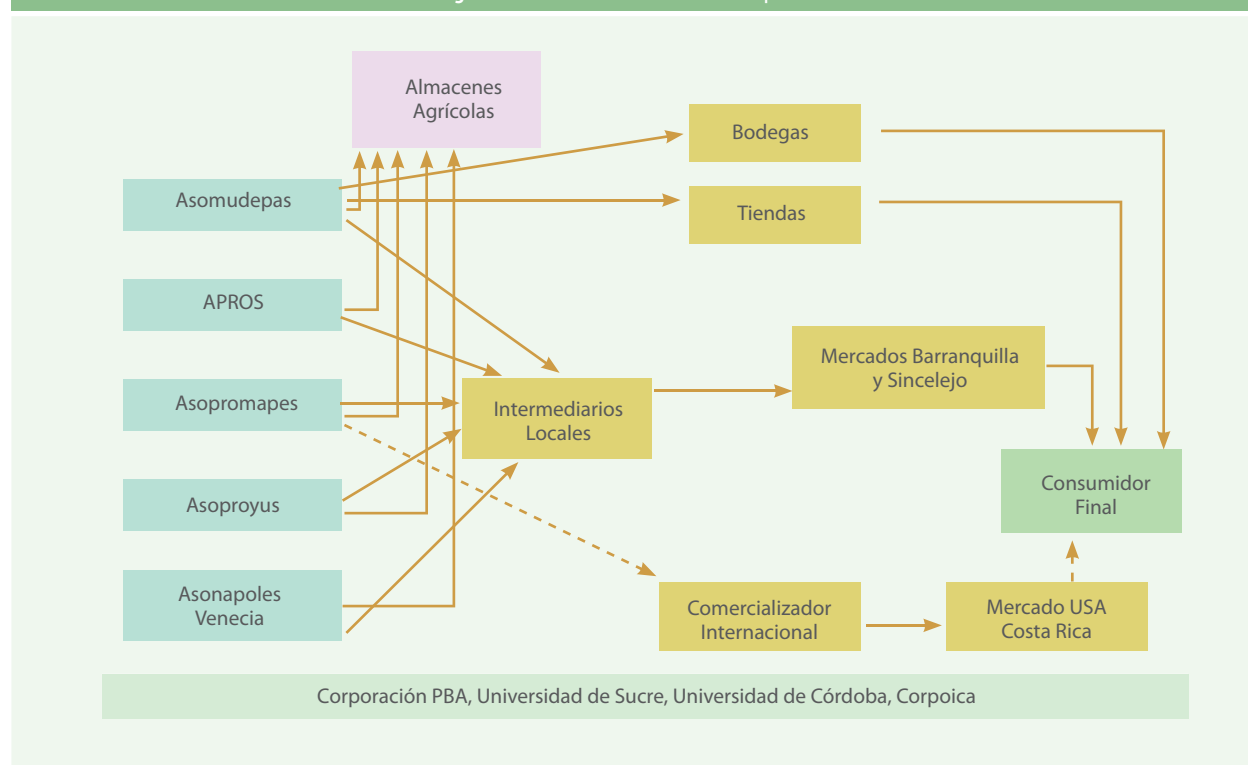 Almacenes
Agrícolas
Bodegas
Asomudepas
Tiendas
APROS
Mercados Barranquilla
y Sincelejo
Asopromapes
Intermediarios
Locales
Asoproyus
Consumidor
Final
Asonapoles
Venecia
Comercializador
Internacional
Mercado USA
Costa Rica
Corporación PBA, Universidad de Sucre, Universidad de Córdoba, Corpoica